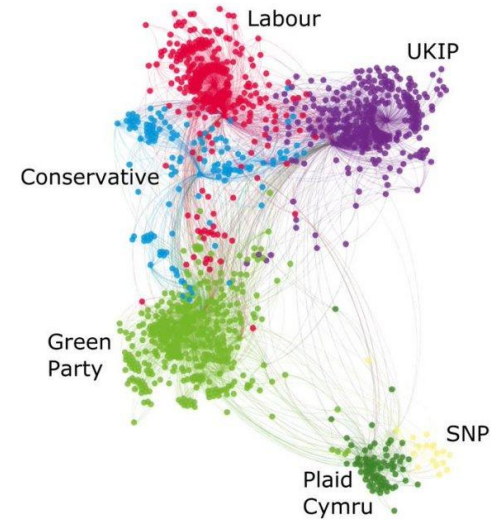 Labour
UKIP
Conservative
Green
Party
SNP
Plaid
Cymru